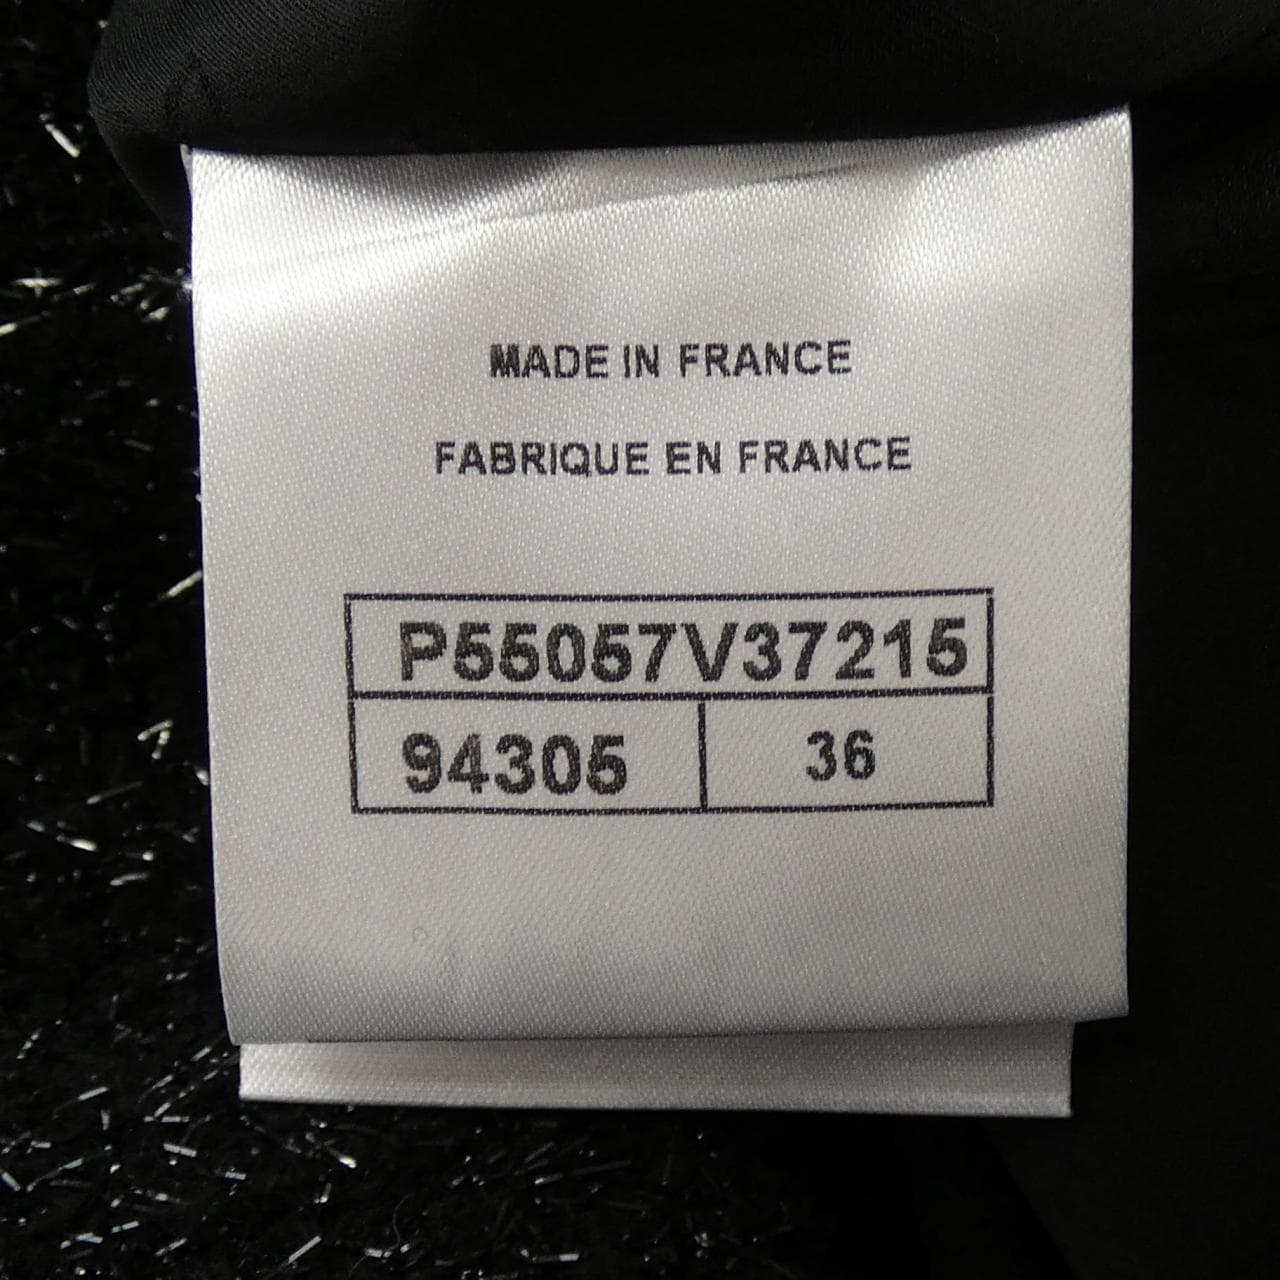 MADE IN FRANCE
FABRIQUE EN FRANCE
P55057V37215
94305 36